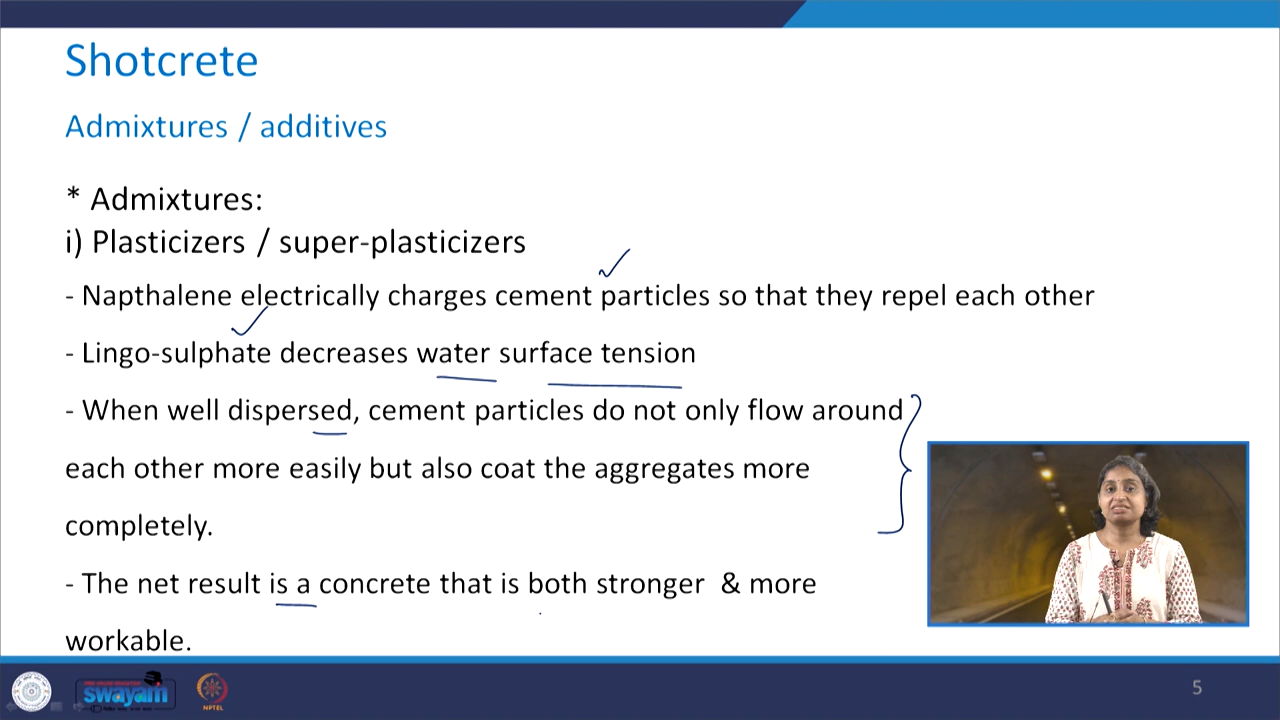 Shotcrete
Admixtures / additives
* Admixtures:
i) Plasticizers / super-plasticizers
- Napthalene electrically charges cement particles so that they repel each other
- Lingo-sulphate decreases water surface tension
- When well dispersed, cement particles do not only flow around
each other more easily but also coat the aggregates more
completely.
- The net result is a concrete that is both stronger & more
workable.
swayam
NPTEL
5